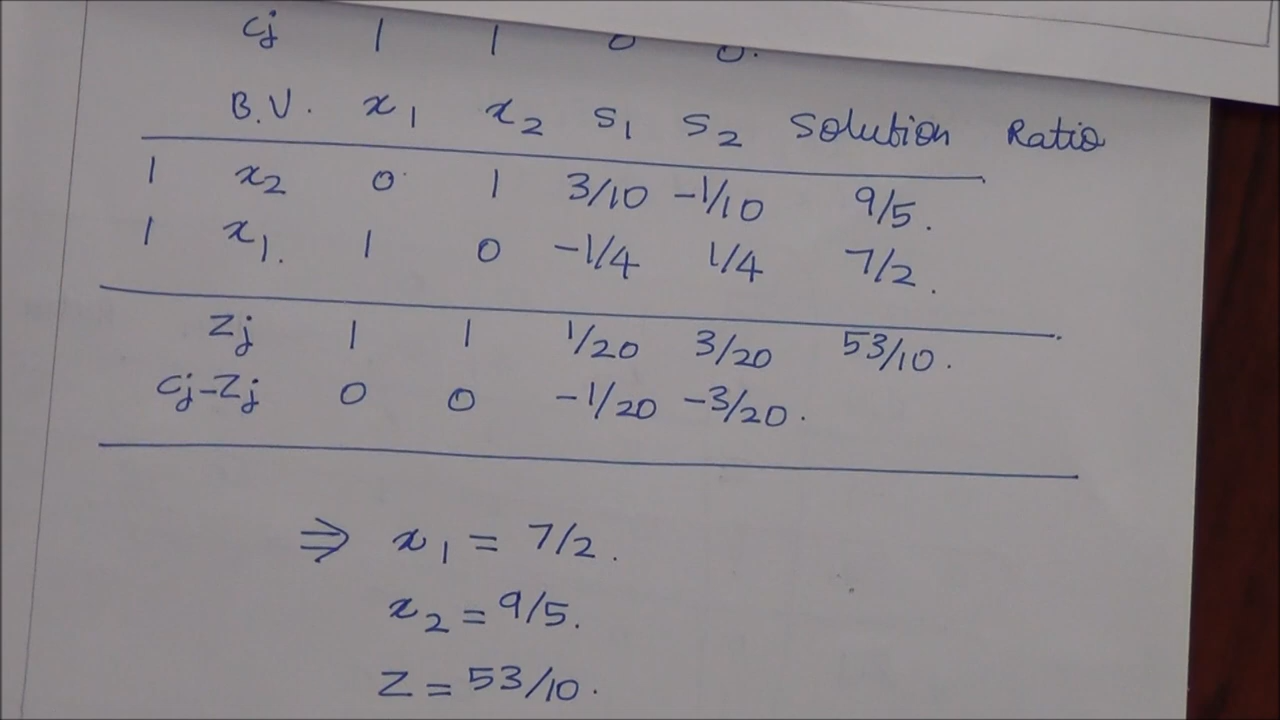 Cj 1 1 0 0.
B.V. x1 x2 S1 S2 Solution Ratio
1 x2 0 1 3/10 -1/10 9/5.
1 x1. 1 0 -1/4 1/4 7/2.
Zj 1 1 1/20 3/20 53/10.
Cj-Zj 0 0 -1/20 -3/20.
⇒ x1 = 7/2.
x2 = 9/5.
Z = 53/10.